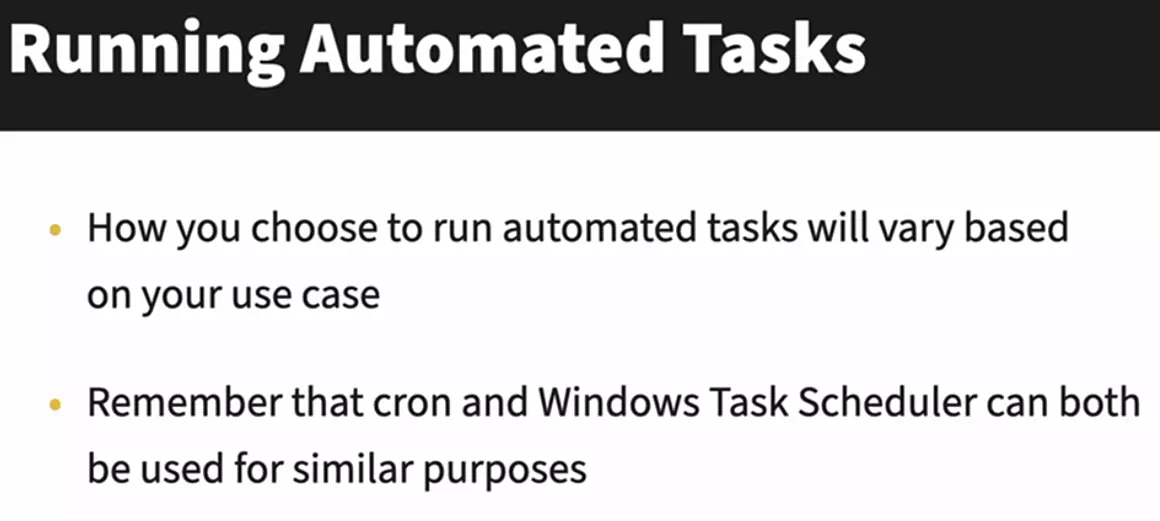 Running Automated Tasks
How you choose to run automated tasks will vary based
on your use case
Remember that cron and Windows Task Scheduler can both
be used for similar purposes